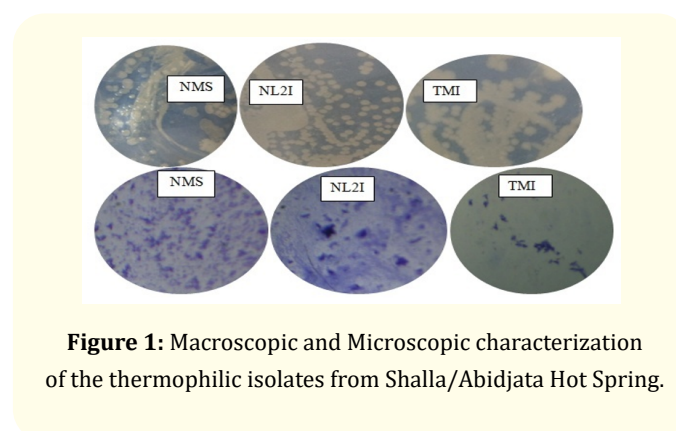 NMS
NL2I
TMI
NMS
NL2I
TMI
Figure 1: Macroscopic and Microscopic characterization
of the thermophilic isolates from Shalla/Abidjata Hot Spring.